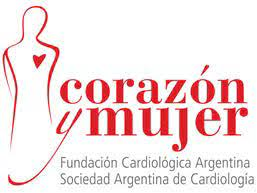 corazón
y mujer
Fundación Cardiológica Argentina
Sociedad Argentina de Cardiología